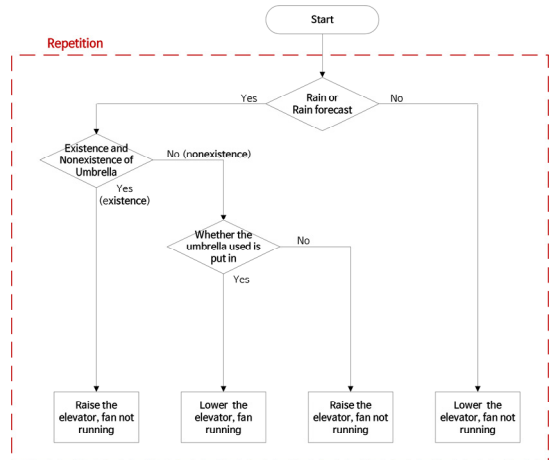 Start
Repetition
Rain or
Rain forecast
Yes
No
Existence and
Nonexistence of
Umbrella
No (nonexistence)
Yes
(existence)
Whether the
umbrella used is
put in
No
Yes
Raise the
elevator, fan not
running
Lower the
elevator, fan
running
Raise the
elevator, fan not
running
Lower the
elevator, fan not
running